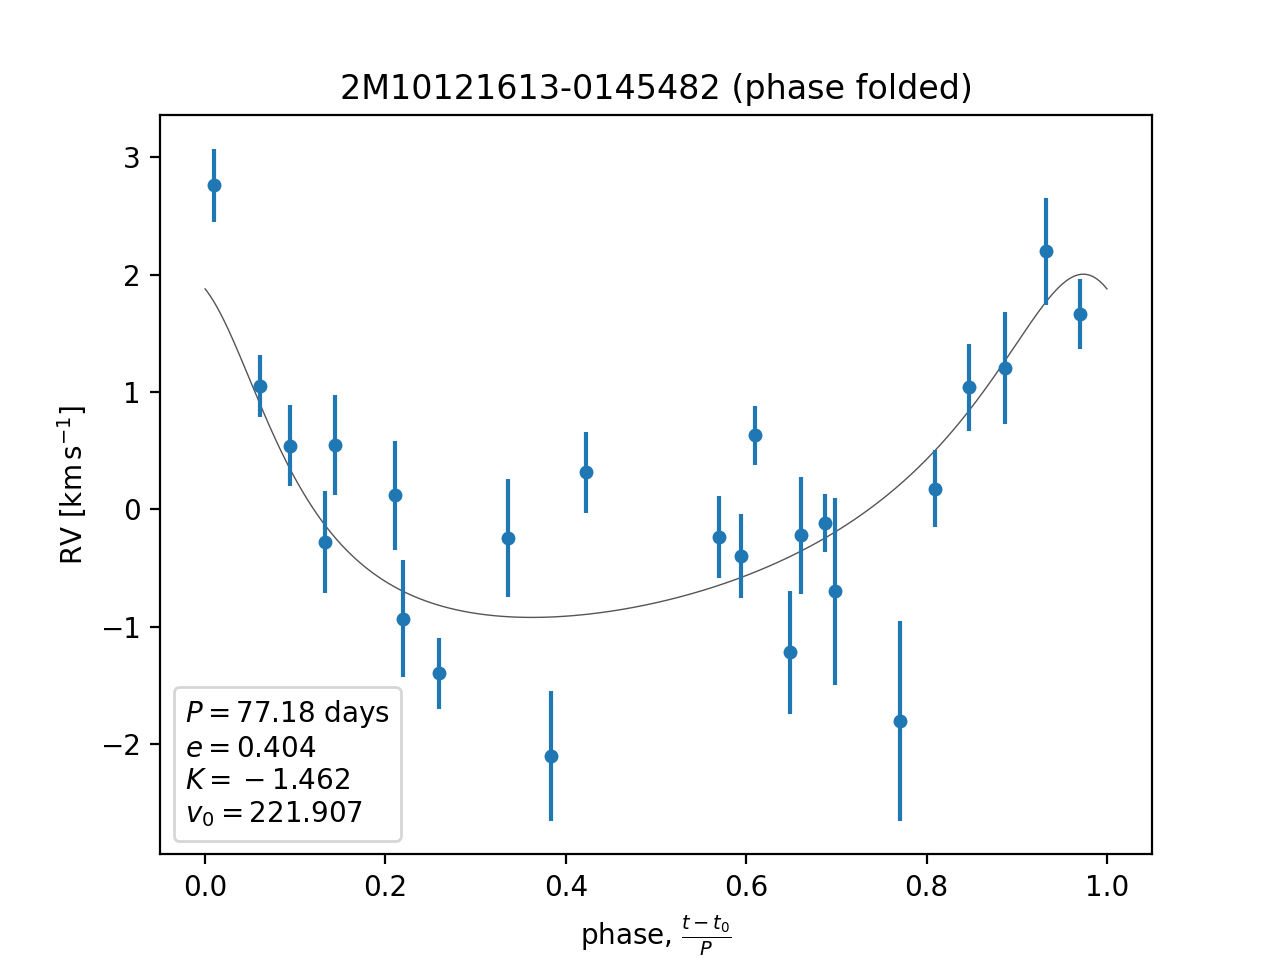 2M10121613-0145482 (phase folded)
3
2
1
0
−1
−2
RV [km s⁻¹]
P = 77.18 days
e = 0.404
K = −1.462
v₀ = 221.907
0.0 0.2 0.4 0.6 0.8 1.0
phase, (t − t₀)/P